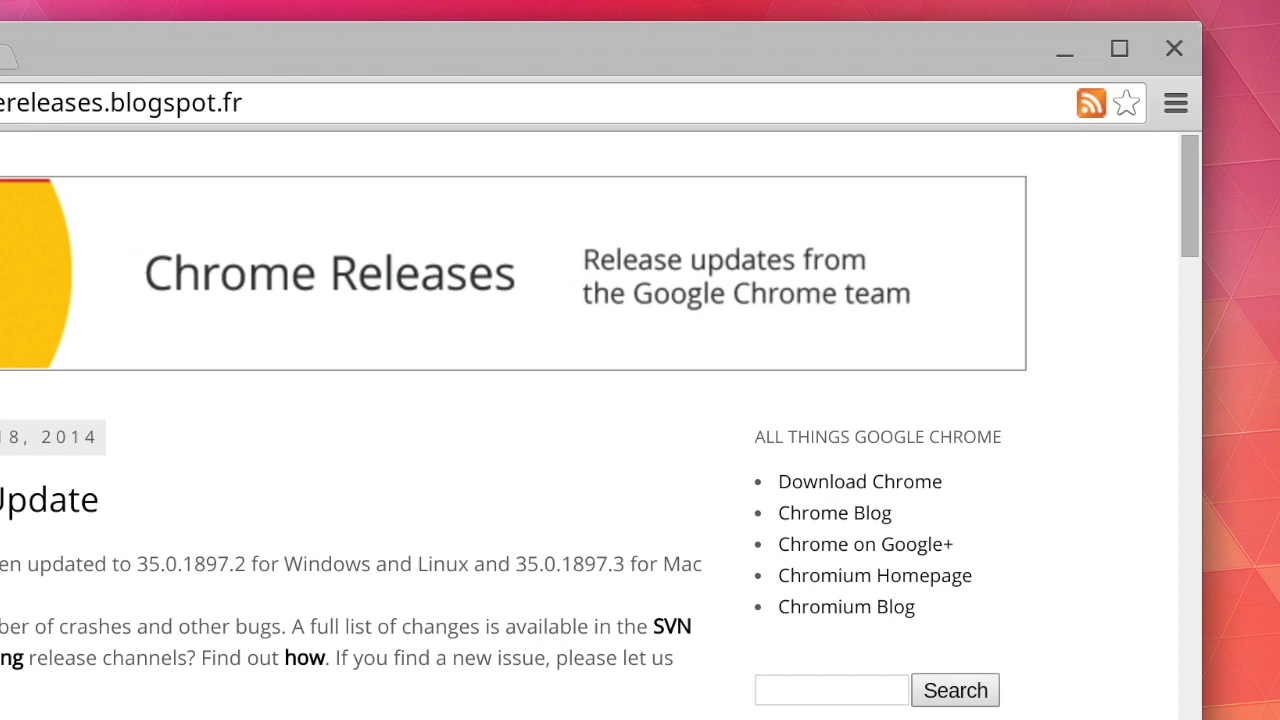 ereleases.blogspot.fr
Chrome Releases
Release updates from
the Google Chrome team
18, 2014
Update
en updated to 35.0.1897.2 for Windows and Linux and 35.0.1897.3 for Mac
ber of crashes and other bugs. A full list of changes is available in the SVN
ng release channels? Find out how. If you find a new issue, please let us
ALL THINGS GOOGLE CHROME
• Download Chrome
• Chrome Blog
• Chrome on Google+
• Chromium Homepage
• Chromium Blog
Search